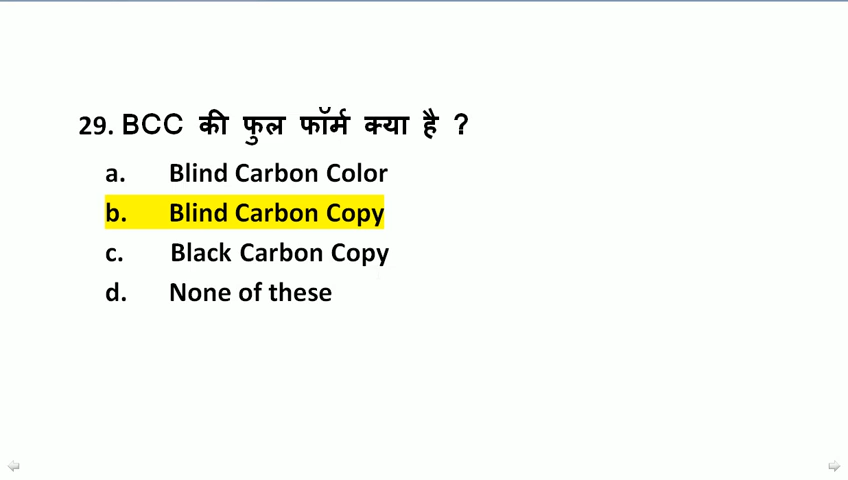 29. BCC की फुल फॉर्म क्या है ?
a. Blind Carbon Color
b. Blind Carbon Copy
c. Black Carbon Copy
d. None of these